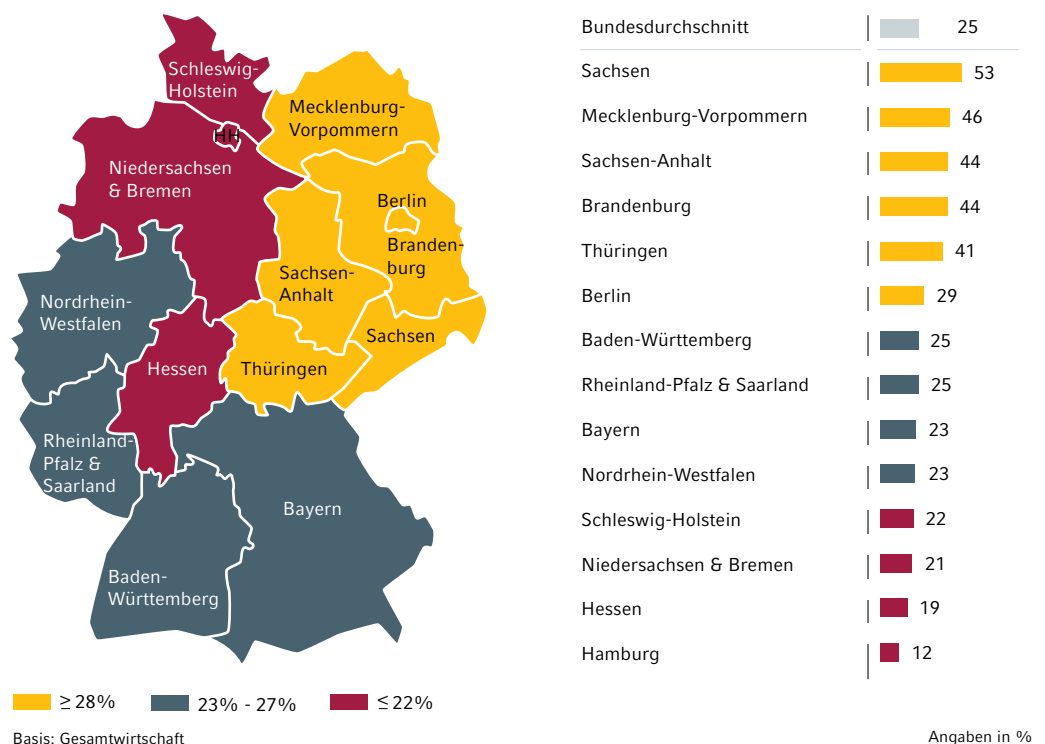 Schleswig-
Holstein
Mecklenburg-
Vorpommern
HH
Niedersachsen
& Bremen
Berlin
Branden-
burg
Sachsen-
Anhalt
Nordrhein-
Westfalen
Sachsen
Hessen
Thüringen
Rheinland-
Pfalz &
Saarland
Bayern
Baden-
Württemberg
≥ 28%
23% - 27%
≤ 22%
Basis: Gesamtwirtschaft
Bundesdurchschnitt 25
Sachsen 53
Mecklenburg-Vorpommern 46
Sachsen-Anhalt 44
Brandenburg 44
Thüringen 41
Berlin 29
Baden-Württemberg 25
Rheinland-Pfalz & Saarland 25
Bayern 23
Nordrhein-Westfalen 23
Schleswig-Holstein 22
Niedersachsen & Bremen 21
Hessen 19
Hamburg 12
Angaben in %